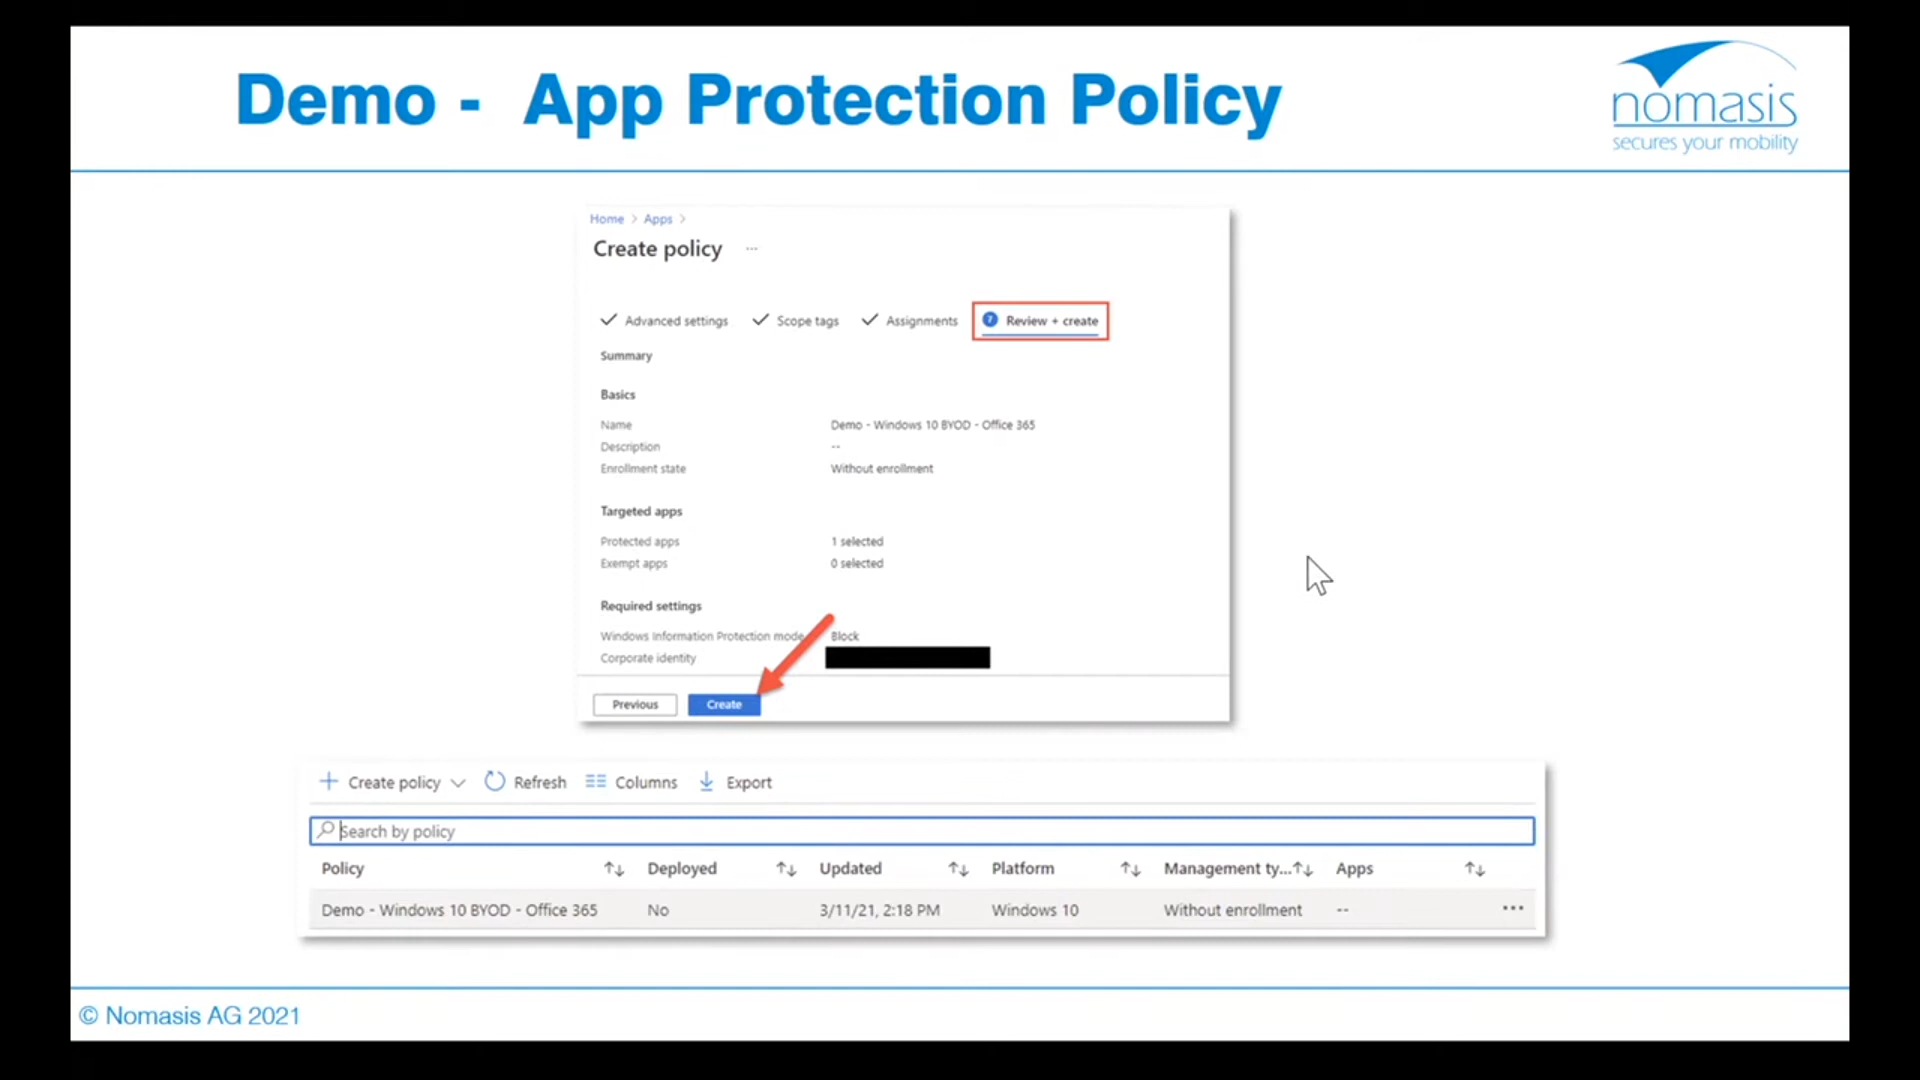 Demo - App Protection Policy
nomasis
secures your mobility
Home > Apps >
Create policy ...
Advanced settings Scope tags Assignments 7 Review + create
Summary
Basics
Name Demo - Windows 10 BYOD - Office 365
Description --
Enrollment state Without enrollment
Targeted apps
Protected apps 1 selected
Exempt apps 0 selected
Required settings
Windows Information Protection mode Block
Corporate identity
Previous Create
Create policy Refresh Columns Export
Search by policy
Policy Deployed Updated Platform Management ty... Apps
Demo - Windows 10 BYOD - Office 365 No 3/11/21, 2:18 PM Windows 10 Without enrollment -- ...
© Nomasis AG 2021